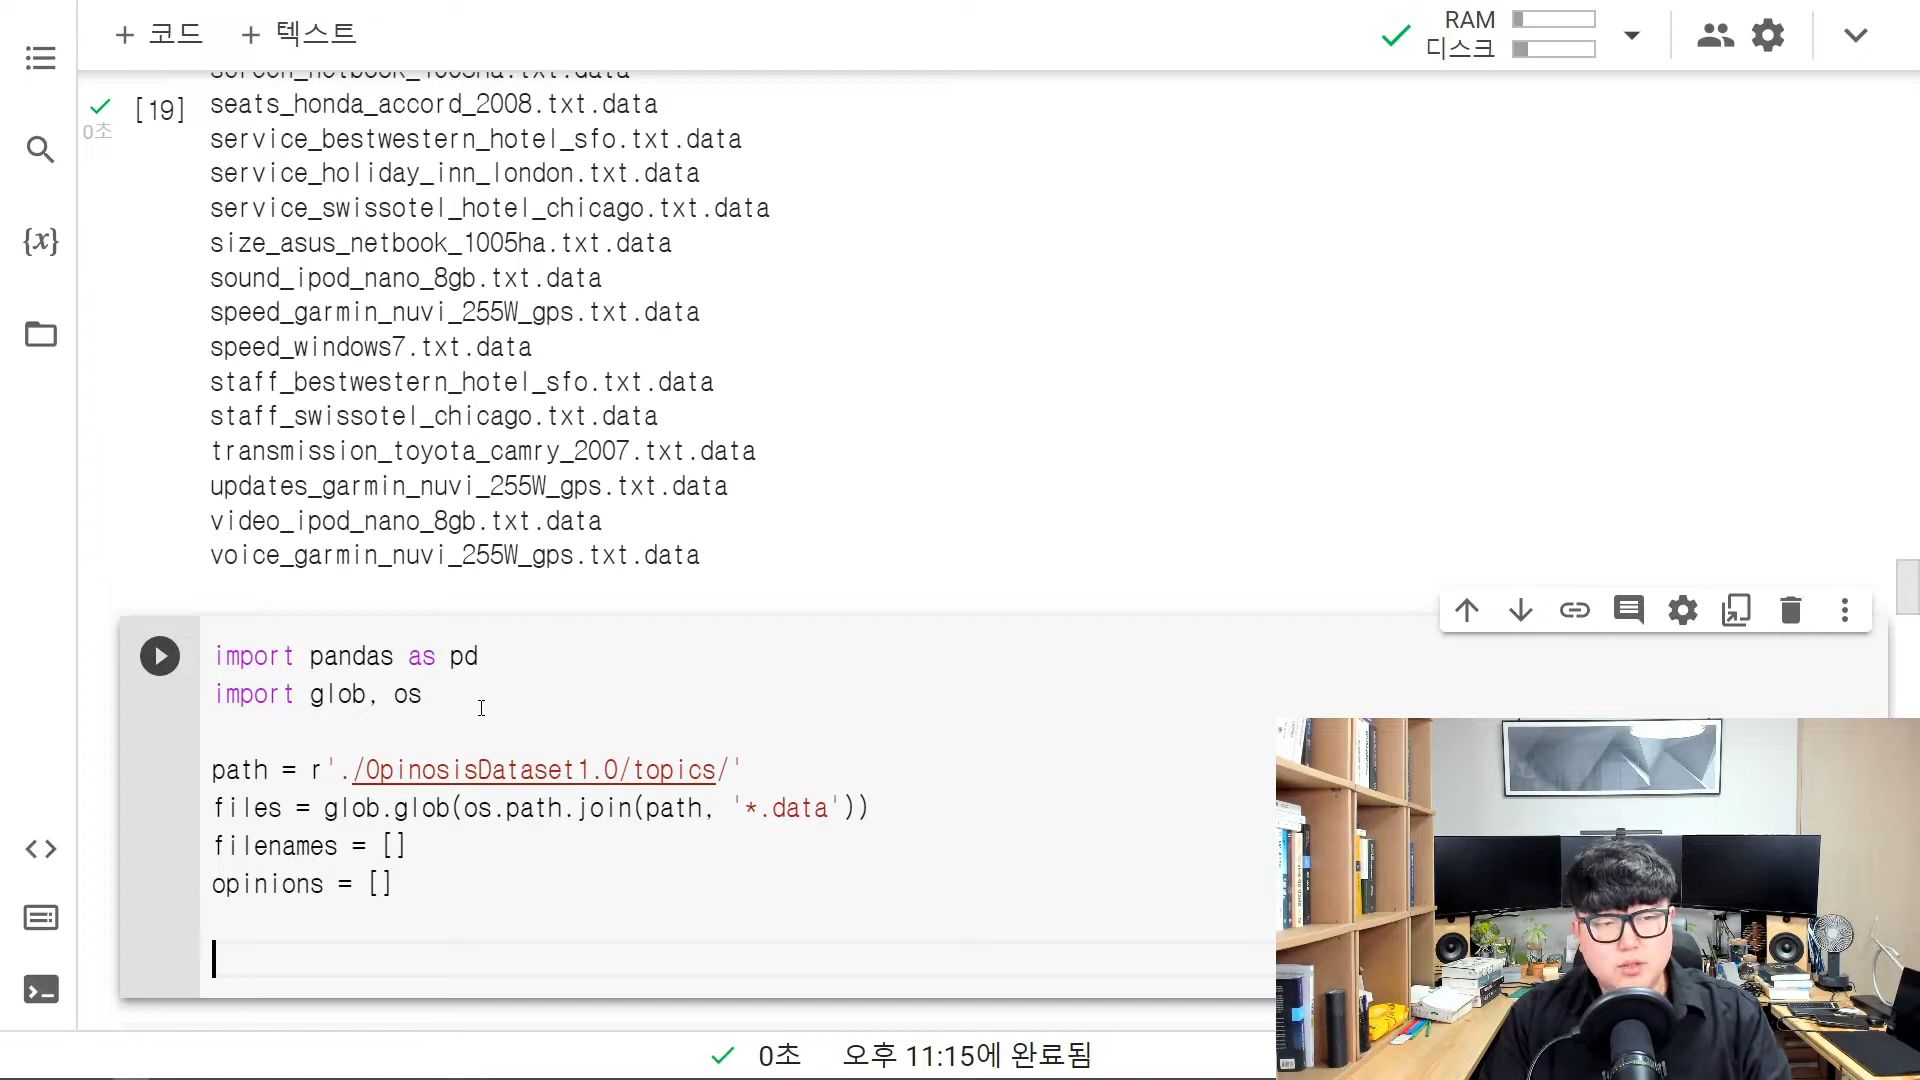 + 코드 + 텍스트
RAM
디스크
[19]
0초
seats_honda_accord_2008.txt.data
service_bestwestern_hotel_sfo.txt.data
service_holiday_inn_london.txt.data
service_swissotel_hotel_chicago.txt.data
size_asus_netbook_1005ha.txt.data
sound_ipod_nano_8gb.txt.data
speed_garmin_nuvi_255W_gps.txt.data
speed_windows7.txt.data
staff_bestwestern_hotel_sfo.txt.data
staff_swissotel_chicago.txt.data
transmission_toyota_camry_2007.txt.data
updates_garmin_nuvi_255W_gps.txt.data
video_ipod_nano_8gb.txt.data
voice_garmin_nuvi_255W_gps.txt.data
import pandas as pd
import glob, os
path = r'./OpinosisDataset1.0/topics/'
files = glob.glob(os.path.join(path, '*.data'))
filenames = []
opinions = []
0초 오후 11:15에 완료됨